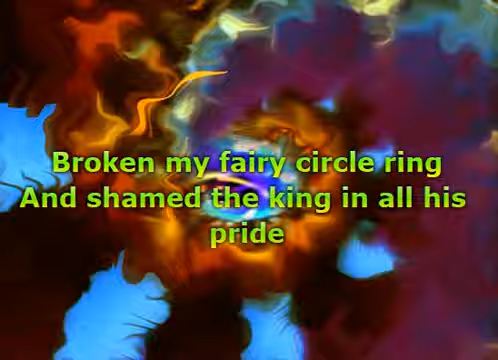 Broken my fairy circle ring
And shamed the king in all his
pride